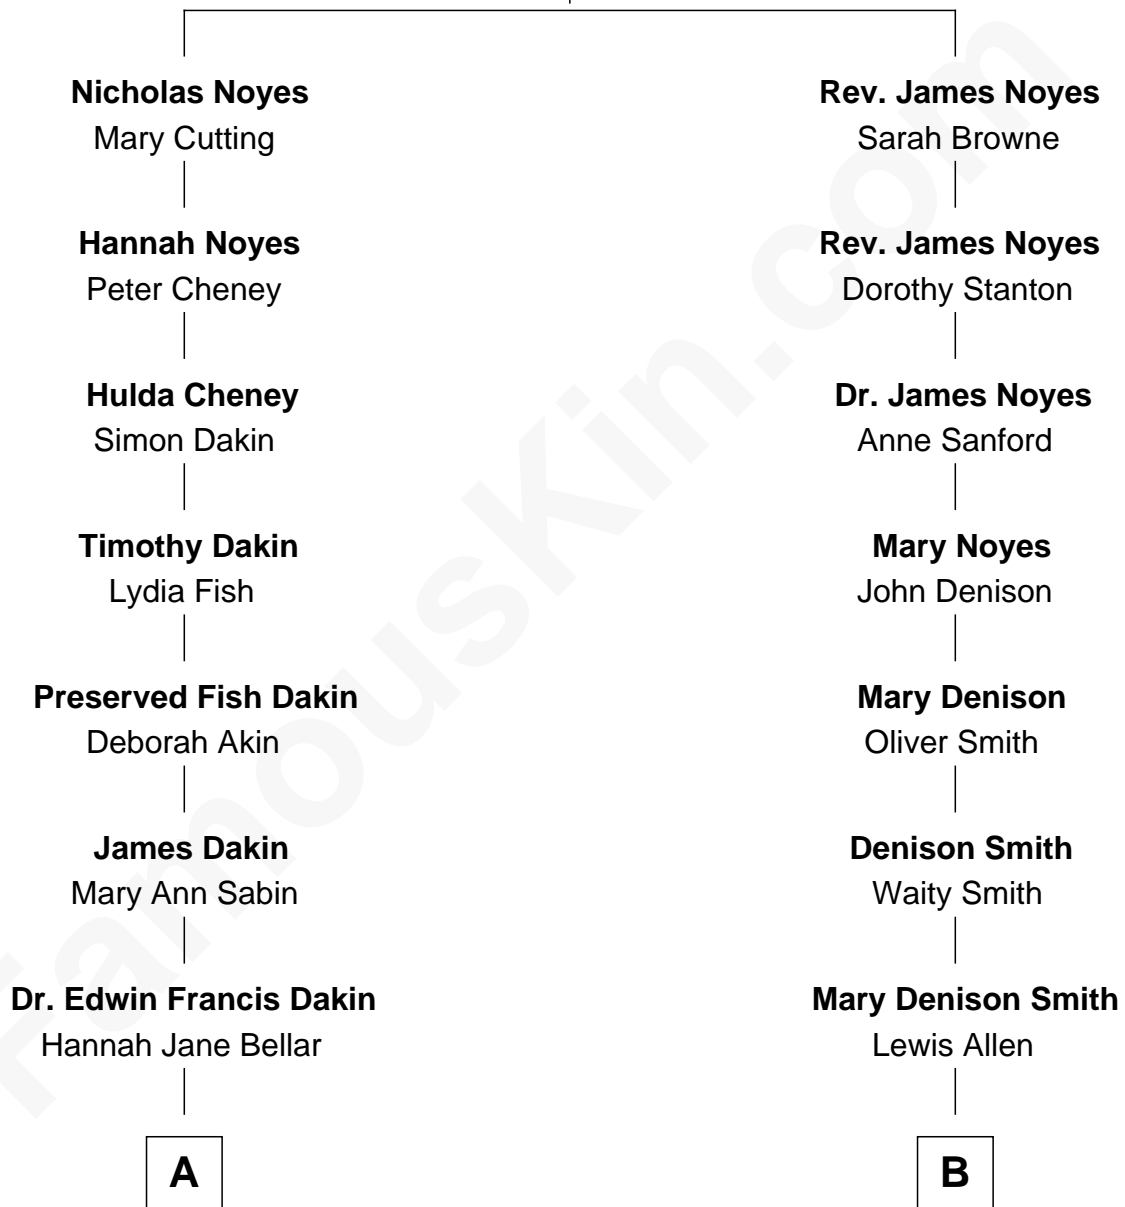 Nicholas Noyes
Mary Cutting
Hannah Noyes
Peter Cheney
Hulda Cheney
Simon Dakin
Timothy Dakin
Lydia Fish
Preserved Fish Dakin
Deborah Akin
James Dakin
Mary Ann Sabin
Dr. Edwin Francis Dakin
Hannah Jane Bellar
A
Rev. James Noyes
Sarah Browne
Rev. James Noyes
Dorothy Stanton
Dr. James Noyes
Anne Sanford
Mary Noyes
John Denison
Mary Denison
Oliver Smith
Denison Smith
Waity Smith
Mary Denison Smith
Lewis Allen
B
FamousKin.com